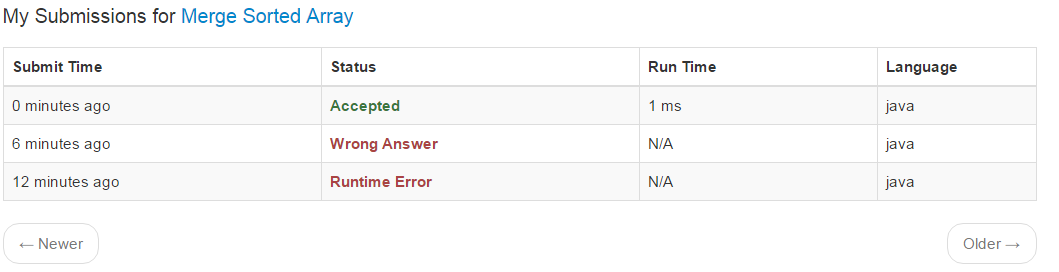 My Submissions for Merge Sorted Array
Submit Time Status Run Time Language
0 minutes ago Accepted 1 ms java
6 minutes ago Wrong Answer N/A java
12 minutes ago Runtime Error N/A java
← Newer Older →